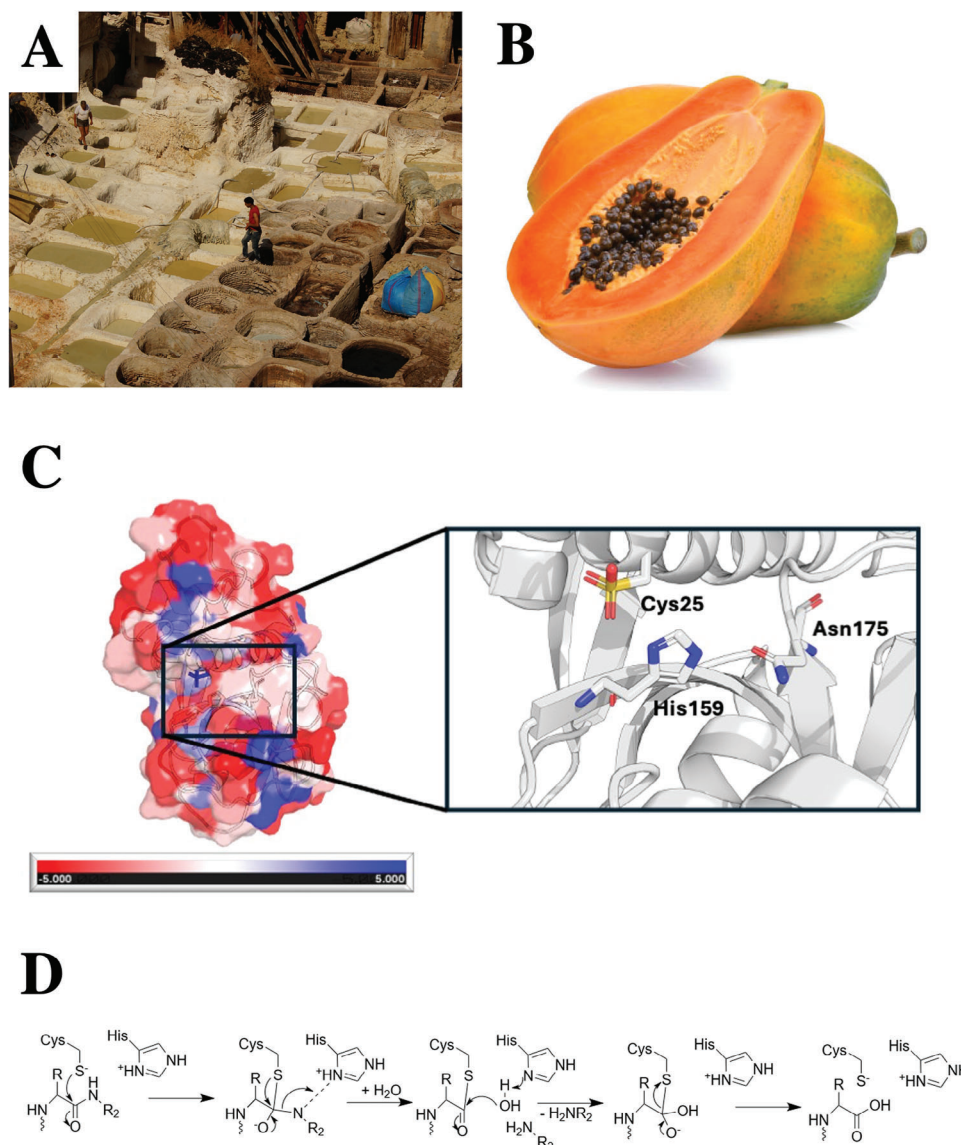 A
B
C
Cys25
Asn175
His159
-5.000
5.000
D
Cys
His
S-
+HN
NH
R
H
N
R2
HN
O
Cys
His
S
+HN
NH
R
N
R2
HN
-O
+ H2O
Cys
His
S
N
NH
R
H
OH
HN
O
- H2NR2
H2N
R2
Cys
His
S
+HN
NH
R
OH
HN
O-
Cys
His
S-
+HN
NH
R
OH
HN
O